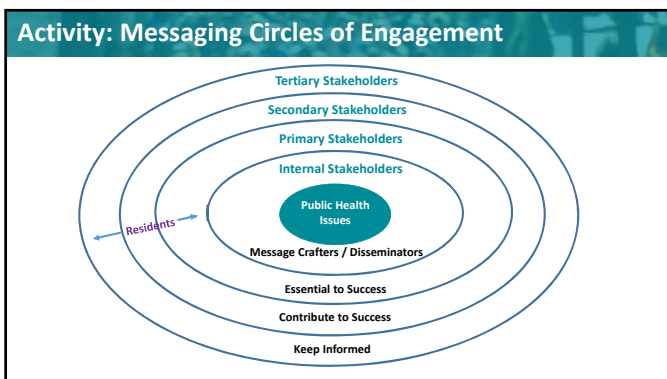 Activity: Messaging Circles of Engagement
Tertiary Stakeholders
Secondary Stakeholders
Primary Stakeholders
Internal Stakeholders
Public Health
Issues
Residents
Message Crafters / Disseminators
Essential to Success
Contribute to Success
Keep Informed